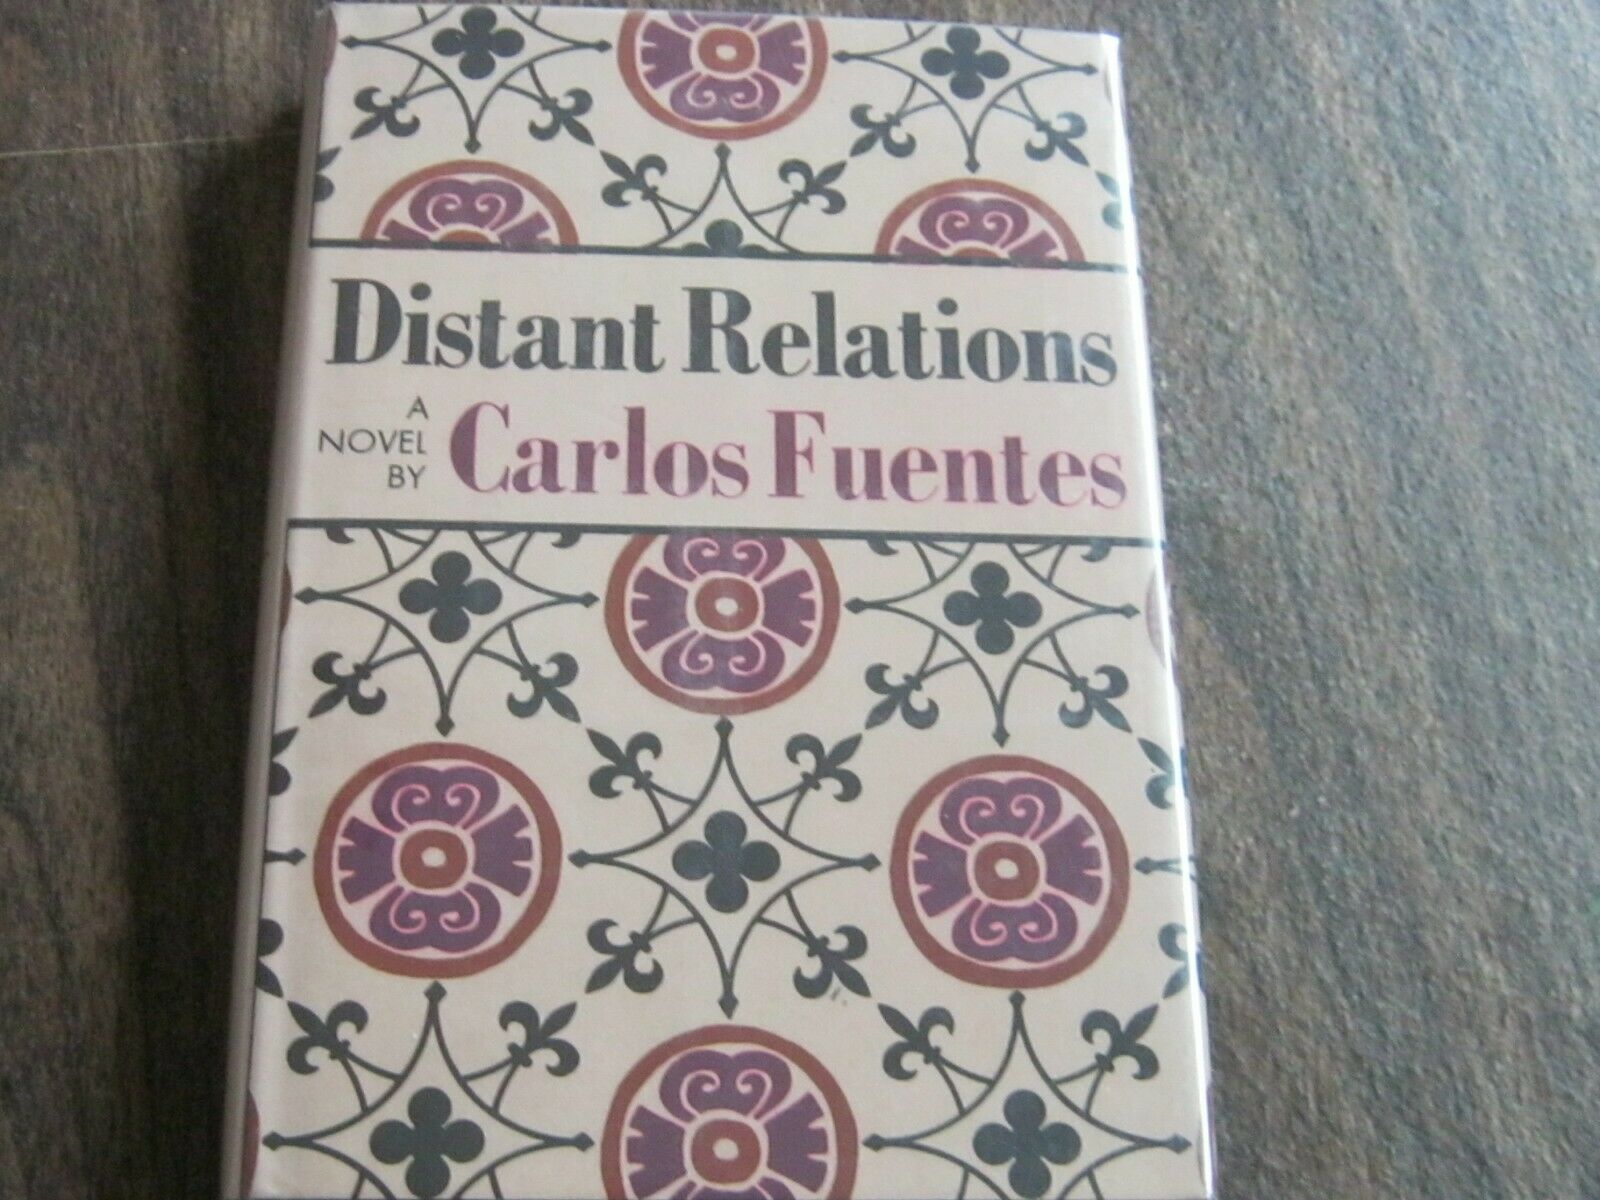 Distant Relations
A
NOVEL
BY
Carlos Fuentes